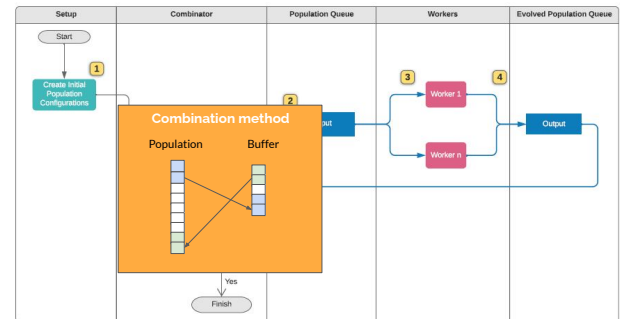 Setup
Combinator
Population Queue
Workers
Evolved Population Queue
Start
1
Create Initial
Population
Configurations
2
3
4
Worker 1
Worker n
Output
Combination method
Population
Buffer
Yes
Finish